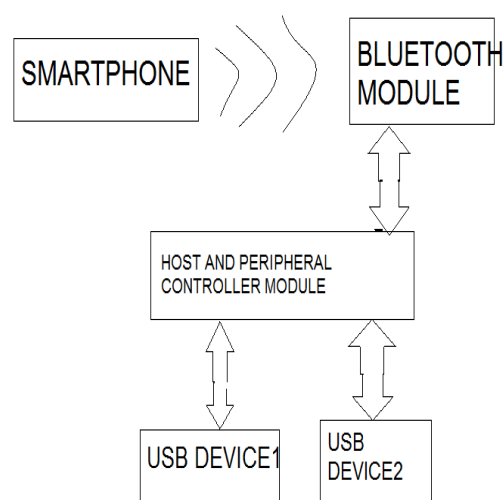 SMARTPHONE
BLUETOOTH
MODULE
HOST AND PERIPHERAL
CONTROLLER MODULE
USB DEVICE1
USB
DEVICE2